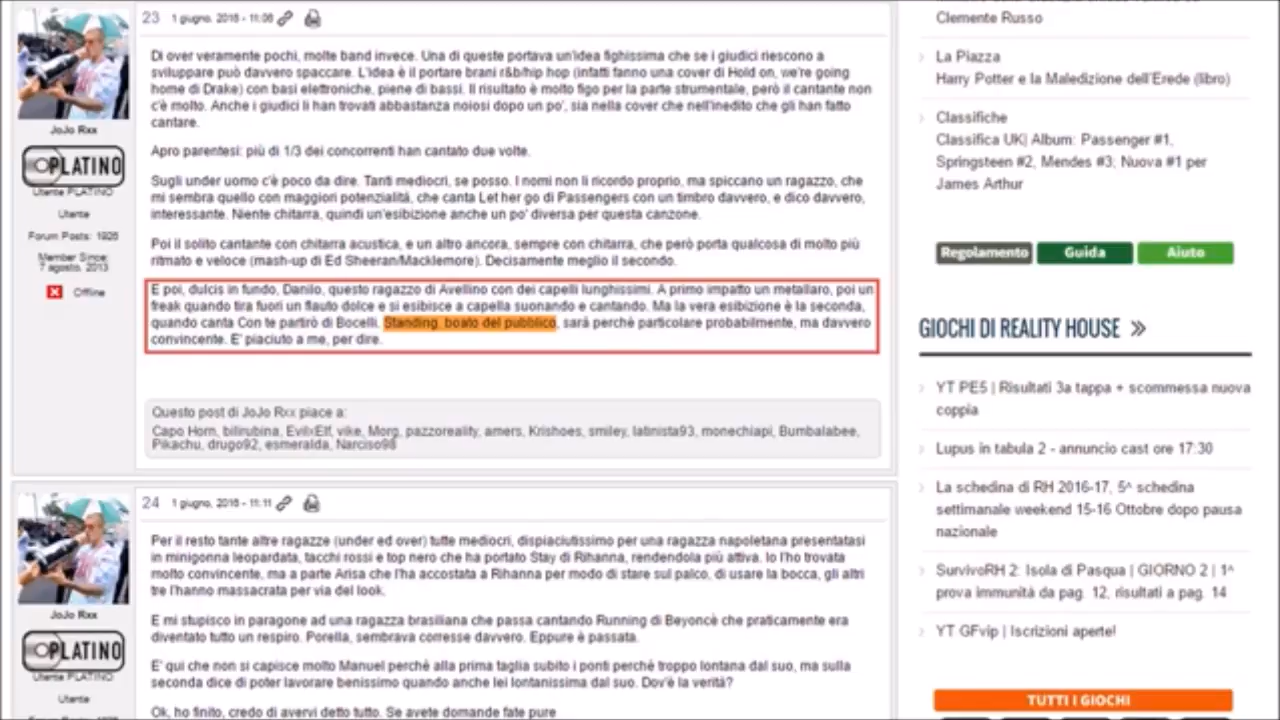 23 1 giugno, 2016 - 11:08
Di over veramente pochi, molte band invece. Una di queste portava un'idea fighissima che se i giudici riescono a
sviluppare può davvero spaccare. L'idea è il portare brani r&b/hip hop (infatti fanno una cover di Hold on, we're going
home di Drake) con basi elettroniche, piene di bassi. Il risultato è molto figo per la parte strumentale, però il cantante non
c'è molto. Anche i giudici li han trovati abbastanza noiosi dopo un po', sia nella cover che nell'inedito che gli han fatto
cantare.
JoJo Rxx
PLATINO
Utente PLATINO
Utente
Forum Posts: 1926
Member Since:
7 agosto, 2013
Offline
Apro parentesi: più di 1/3 dei concorrenti han cantato due volte.
Sugli under uomo c'è poco da dire. Tanti mediocri, se posso. I nomi non li ricordo proprio, ma spiccano un ragazzo, che
mi sembra quello con maggiori potenzialità, che canta Let her go di Passengers con un timbro davvero, e dico davvero,
interessante. Niente chitarra, quindi un'esibizione anche un po' diversa per questa canzone.
Poi il solito cantante con chitarra acustica, e un altro ancora, sempre con chitarra, che però porta qualcosa di molto più
ritmato e veloce (mash-up di Ed Sheeran/Macklemore). Decisamente meglio il secondo.
E poi, dulcis in fundo, Danilo, questo ragazzo di Avellino con dei capelli lunghissimi. A primo impatto un metallaro, poi un
freak quando tira fuori un flauto dolce e si esibisce a capella suonando e cantando. Ma la vera esibizione è la seconda,
quando canta Con te partirò di Bocelli. Standing, boato del pubblico, sarà perchè particolare probabilmente, ma davvero
convincente. E' piaciuto a me, per dire.
Questo post di JoJo Rxx piace a:
Capo Horn, bilirubina, EvilxElf, vike, Morg, pazzoreality, amers, Krishoes, smiley, latinista93, monechiapi, Bumbalabee,
Pikachu, drugo92, esmeralda, Narciso98
24 1 giugno, 2016 - 11:11
Per il resto tante altre ragazze (under ed over) tutte mediocri, dispiaciutissimo per una ragazza napoletana presentatasi
in minigonna leopardata, tacchi rossi e top nero che ha portato Stay di Rihanna, rendendola più attiva. Io l'ho trovata
molto convincente, ma a parte Arisa che l'ha accostata a Rihanna per modo di stare sul palco, di usare la bocca, gli altri
tre l'hanno massacrata per via del look.
JoJo Rxx
PLATINO
Utente PLATINO
Utente
E mi stupisco in paragone ad una ragazza brasiliana che passa cantando Running di Beyoncè che praticamente era
diventato tutto un respiro. Porella, sembrava corresse davvero. Eppure è passata.
E' qui che non si capisce molto Manuel perchè alla prima taglia subito i ponti perchè troppo lontana dal suo, ma sulla
seconda dice di poter lavorare benissimo quando anche lei lontanissima dal suo. Dov'è la verità?
Ok, ho finito, credo di avervi detto tutto. Se avete domande fate pure
Clemente Russo
La Piazza
Harry Potter e la Maledizione dell'Erede (libro)
Classifiche
Classifica UK| Album: Passenger #1,
Springsteen #2, Mendes #3; Nuova #1 per
James Arthur
Regolamento Guida Aiuto
GIOCHI DI REALITY HOUSE »
YT PE5 | Risultati 3a tappa + scommessa nuova
coppia
Lupus in tabula 2 - annuncio cast ore 17:30
La schedina di RH 2016-17, 5^ schedina
settimanale weekend 15-16 Ottobre dopo pausa
nazionale
SurvivoRH 2: Isola di Pasqua | GIORNO 2 | 1^
prova immunità da pag. 12, risultati a pag. 14
YT GFvip | Iscrizioni aperte!
TUTTI I GIOCHI